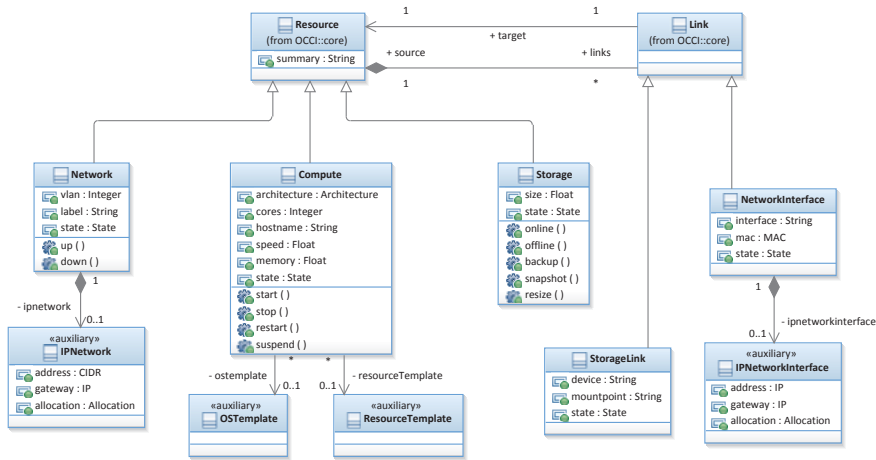 Resource
(from OCCI::core)
summary : String
1
1
+ target
+ source
+ links
1
*
Link
(from OCCI::core)
Network
vlan : Integer
label : String
state : State
up ( )
down ( )
1
- ipnetwork
0..1
«auxiliary»
IPNetwork
address : CIDR
gateway : IP
allocation : Allocation
Compute
architecture : Architecture
cores : Integer
hostname : String
speed : Float
memory : Float
state : State
start ( )
stop ( )
restart ( )
suspend ( )
*
*
- ostemplate
0..1
0..1
- resourceTemplate
«auxiliary»
OSTemplate
«auxiliary»
ResourceTemplate
Storage
size : Float
state : State
online ( )
offline ( )
backup ( )
snapshot ( )
resize ( )
StorageLink
device : String
mountpoint : String
state : State
NetworkInterface
interface : String
mac : MAC
state : State
1
- ipnetworkinterface
0..1
«auxiliary»
IPNetworkInterface
address : IP
gateway : IP
allocation : Allocation